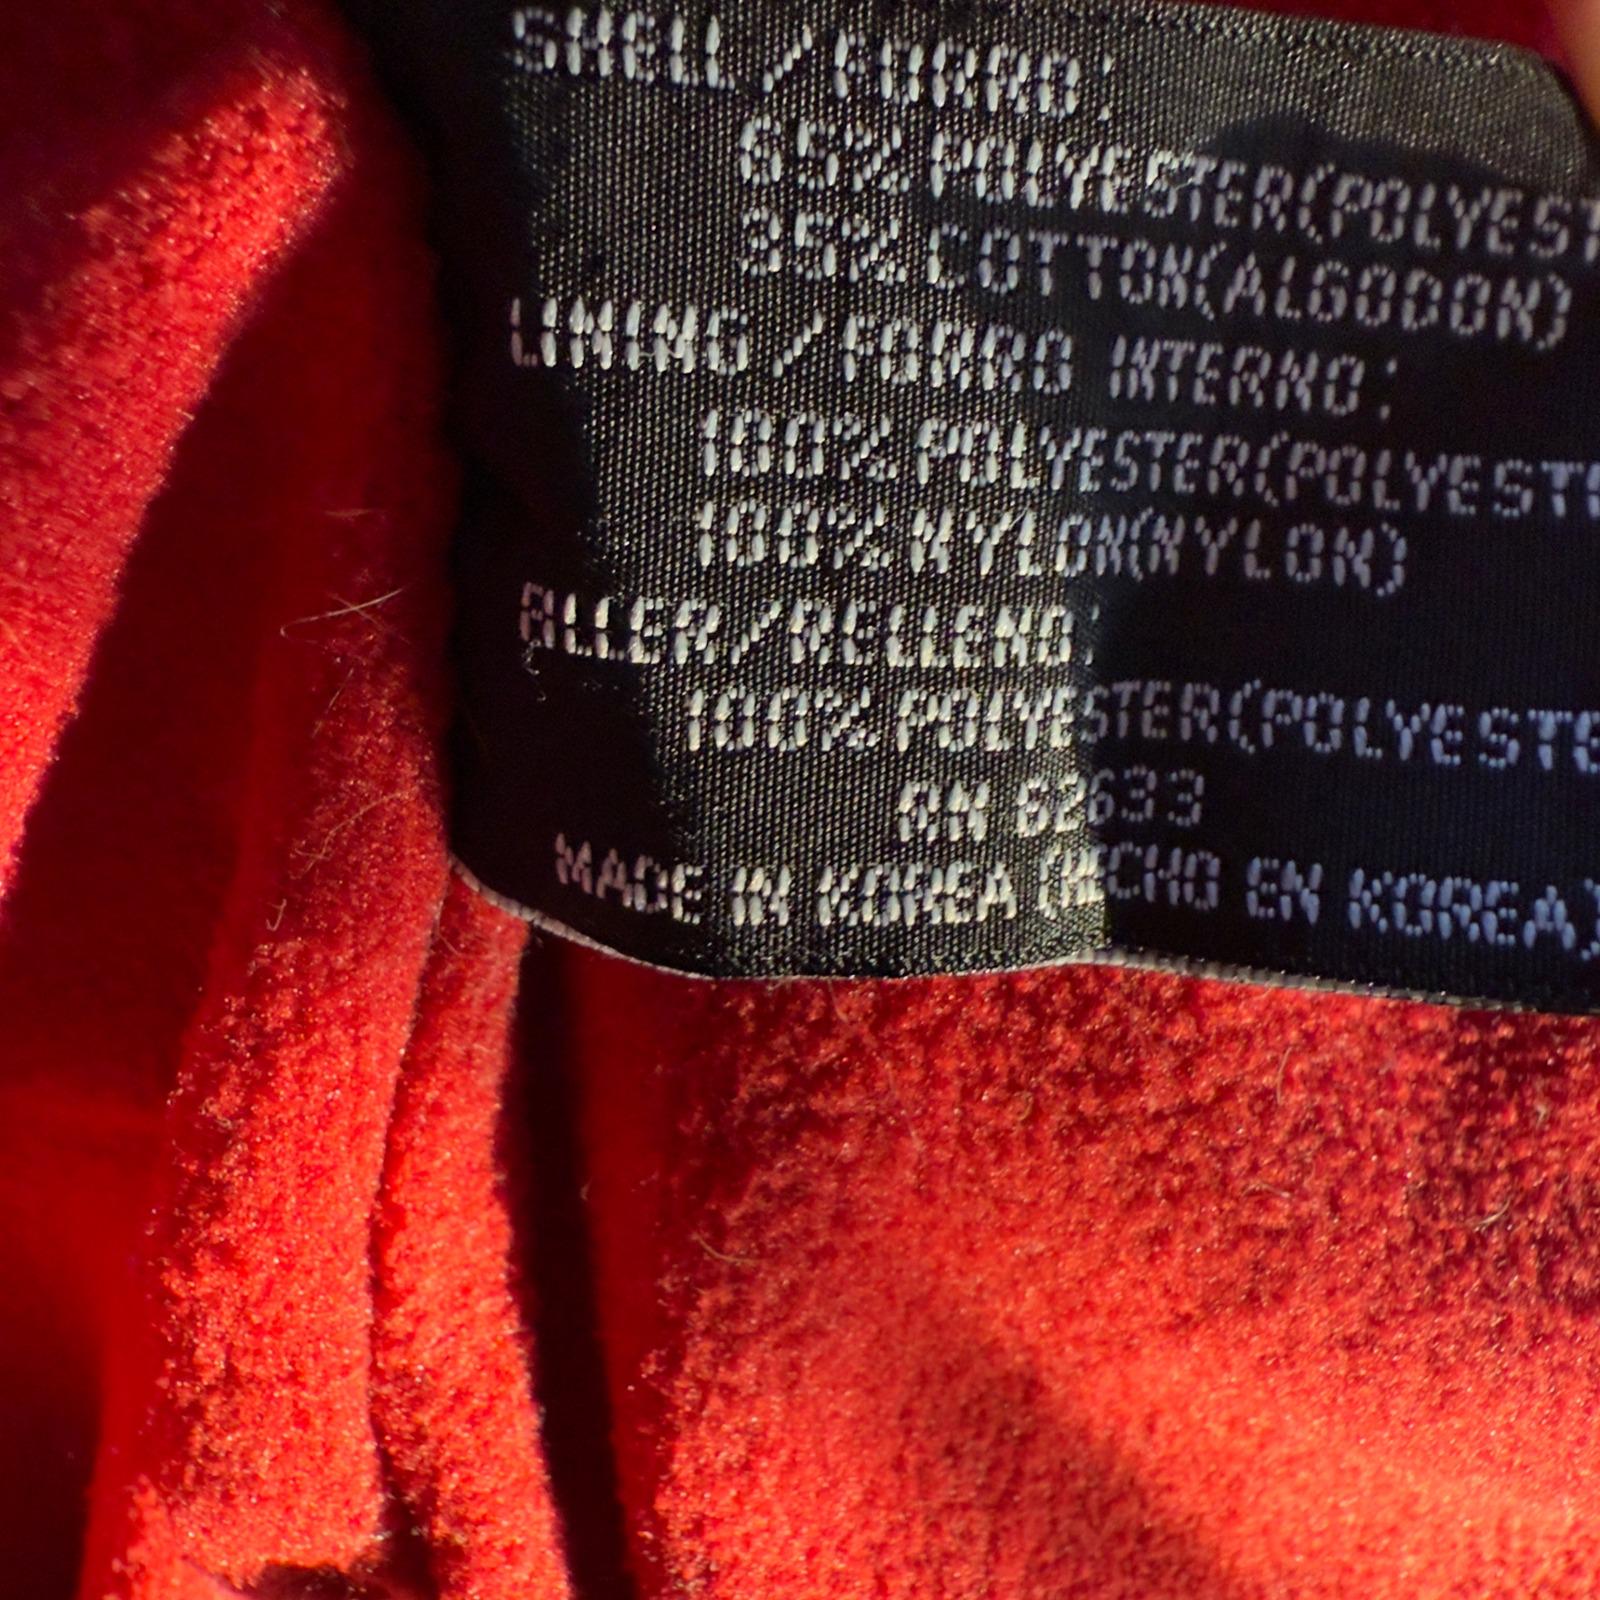 SHELL / FORRO:
65% POLYESTER(POLYEST
35% COTTON(ALGODON)
LINING / FORRO INTERNO:
100% POLYESTER(POLYESTE
100% NYLON(NYLON)
FILLER/RELLENO:
100% POLYESTER(POLYESTE
RN 62633
MADE IN KOREA (HECHO EN KOREA)